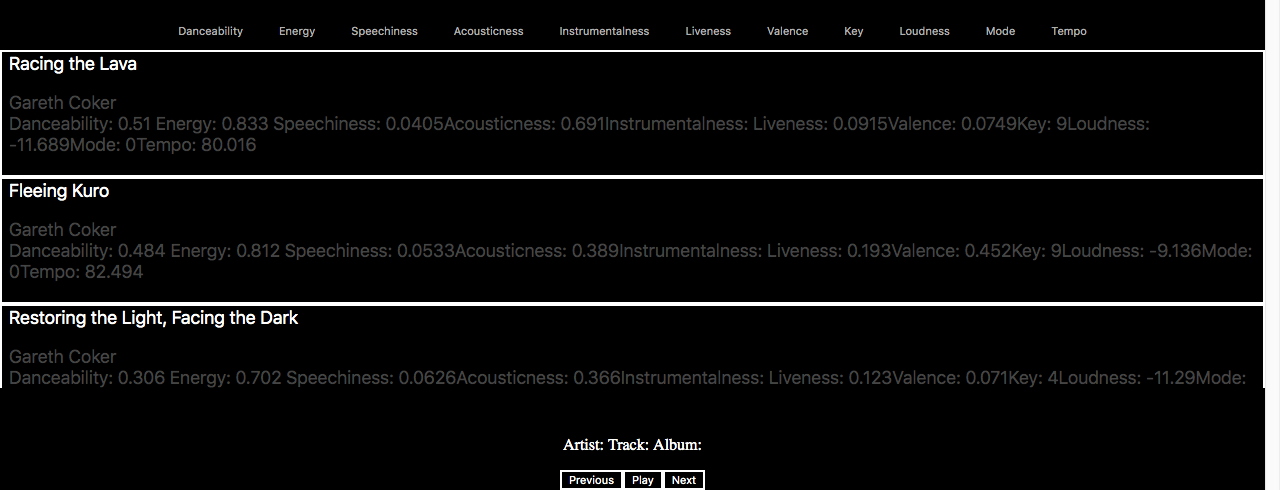 Danceability Energy Speechiness Acousticness Instrumentalness Liveness Valence Key Loudness Mode Tempo
Racing the Lava
Gareth Coker
Danceability: 0.51 Energy: 0.833 Speechiness: 0.0405Acousticness: 0.691Instrumentalness: Liveness: 0.0915Valence: 0.0749Key: 9Loudness:
-11.689Mode: 0Tempo: 80.016
Fleeing Kuro
Gareth Coker
Danceability: 0.484 Energy: 0.812 Speechiness: 0.0533Acousticness: 0.389Instrumentalness: Liveness: 0.193Valence: 0.452Key: 9Loudness: -9.136Mode:
0Tempo: 82.494
Restoring the Light, Facing the Dark
Gareth Coker
Danceability: 0.306 Energy: 0.702 Speechiness: 0.0626Acousticness: 0.366Instrumentalness: Liveness: 0.123Valence: 0.071Key: 4Loudness: -11.29Mode:
Artist: Track: Album:
Previous Play Next